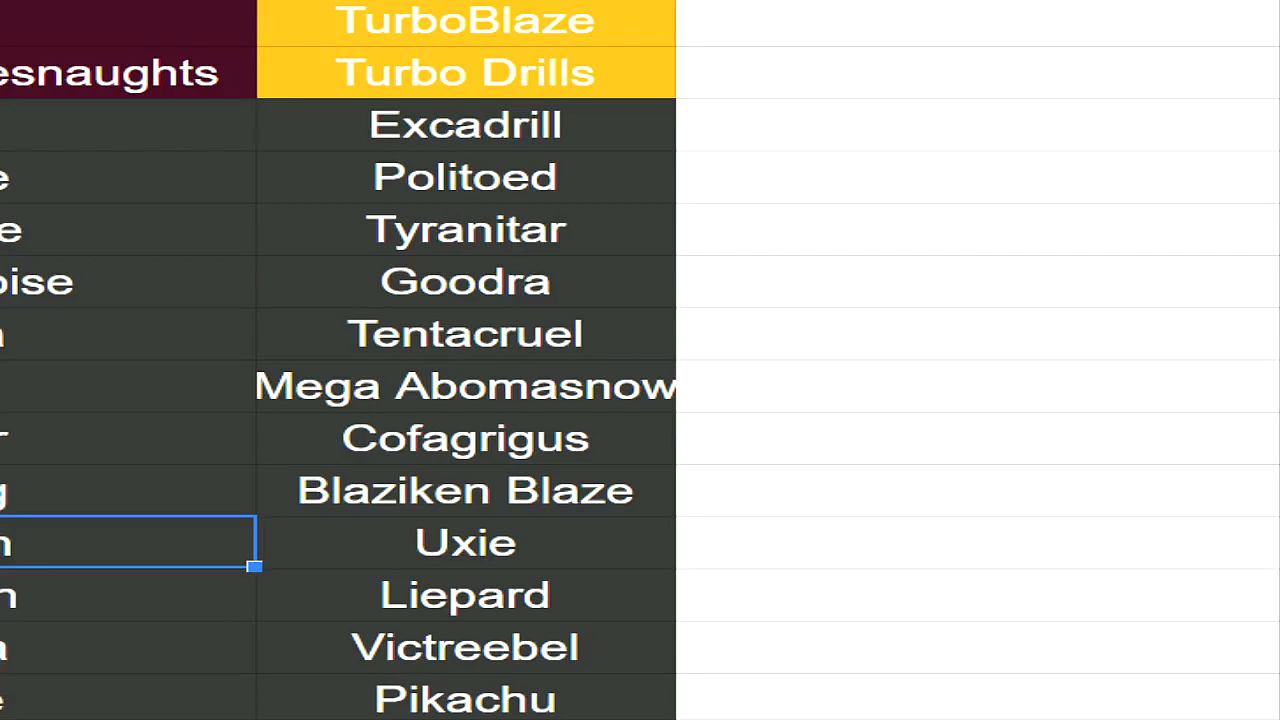 TurboBlaze
esnaughts Turbo Drills
Excadrill
e Politoed
e Tyranitar
oise Goodra
a Tentacruel
Mega Abomasnow
r Cofagrigus
g Blaziken Blaze
n Uxie
n Liepard
a Victreebel
e Pikachu